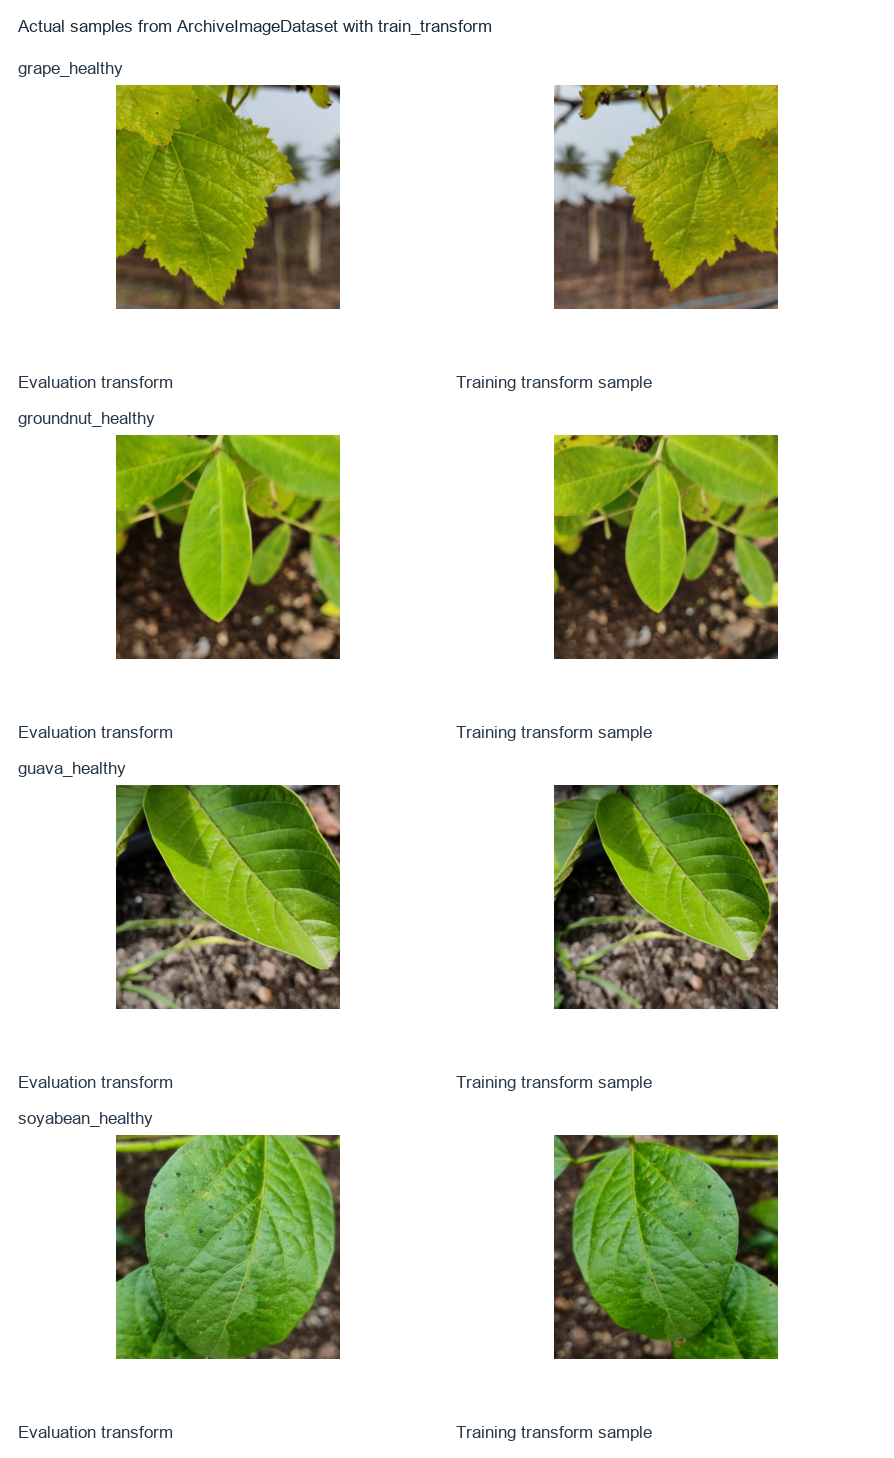 Actual samples from ArchiveImageDataset with train_transform
grape_healthy
Evaluation transform
Training transform sample
groundnut_healthy
Evaluation transform
Training transform sample
guava_healthy
Evaluation transform
Training transform sample
soyabean_healthy
Evaluation transform
Training transform sample